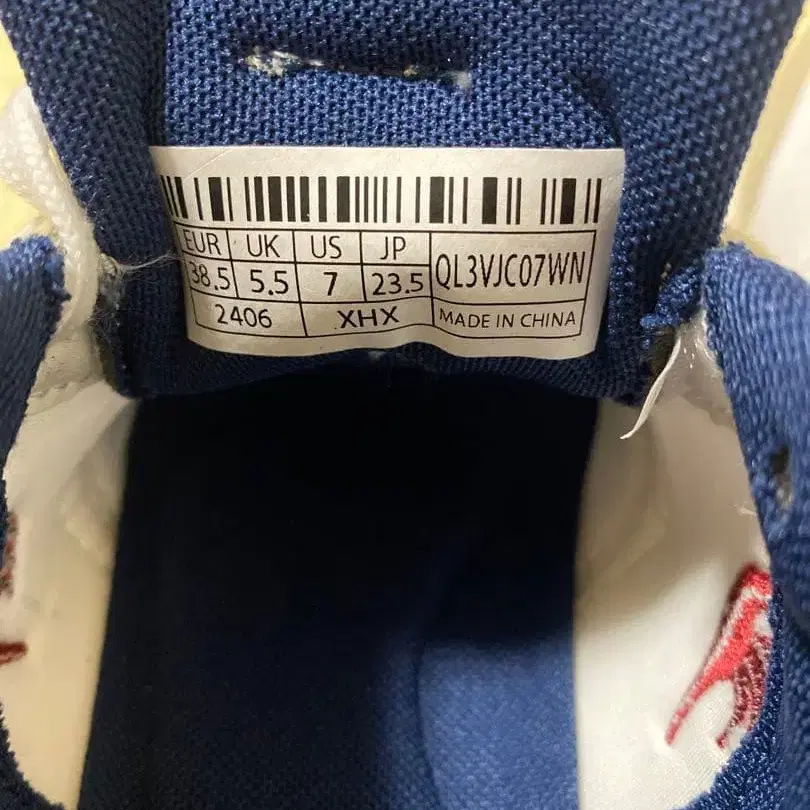 EUR UK US JP QL3VJC07WN
38.5 5.5 7 23.5
2406 XHX MADE IN CHINA